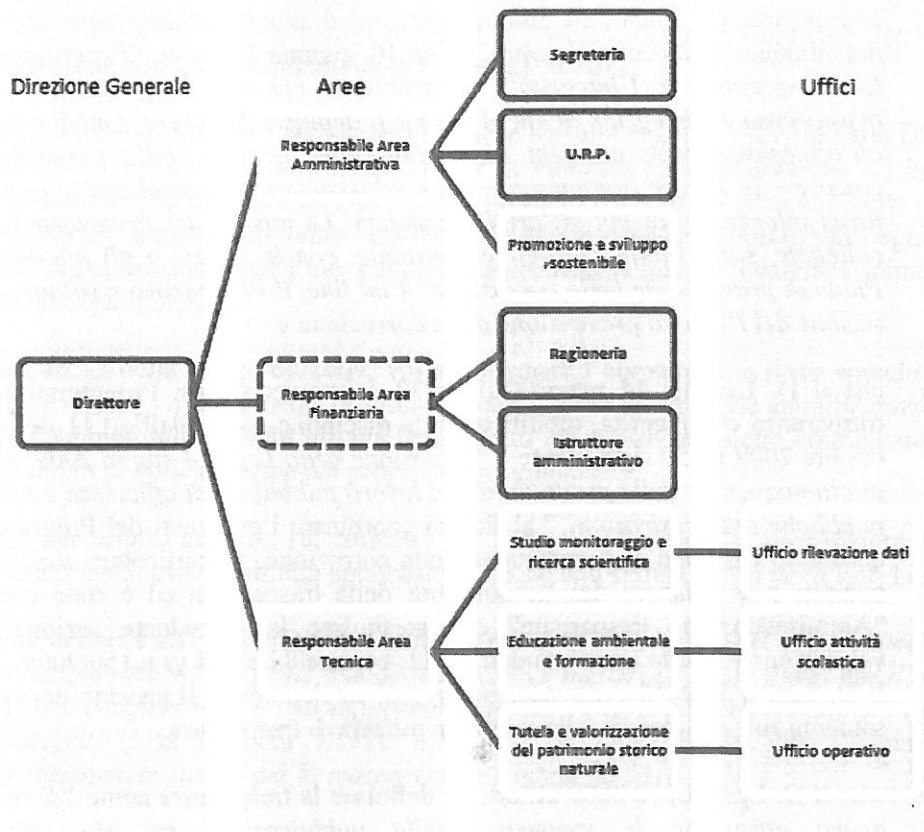 Direzione Generale
Aree
Uffici
Segreteria
Responsabile Area
Amministrativa
U.R.P.
Promozione e sviluppo
sostenibile
Direttore
Responsabile Area
Finanziaria
Ragioneria
Istruttore
amministrativo
Responsabile Area
Tecnica
Studio monitoraggio e
ricerca scientifica
Ufficio rilevazione dati
Educazione ambientale
e formazione
Ufficio attività
scolastica
Tutela e valorizzazione
del patrimonio storico
naturale
Ufficio operativo